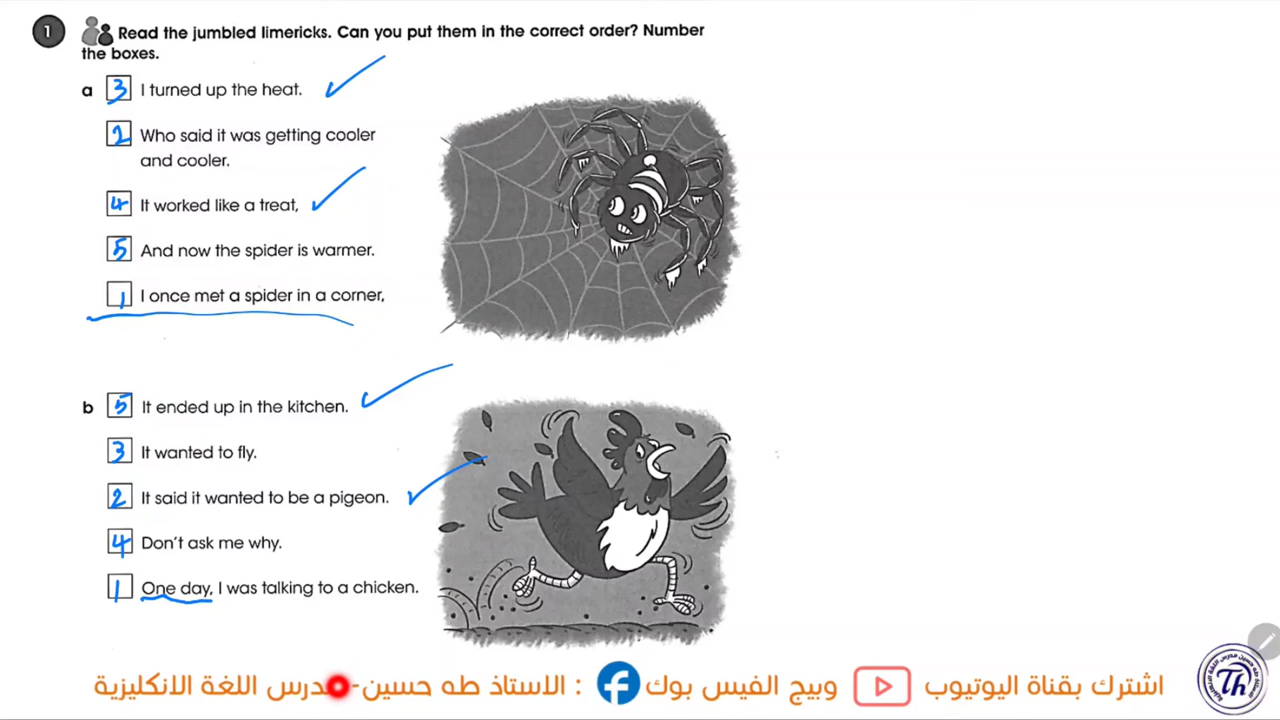 1 Read the jumbled limericks. Can you put them in the correct order? Number
the boxes.
a 3 I turned up the heat.
2 Who said it was getting cooler
and cooler.
4 It worked like a treat,
5 And now the spider is warmer.
1 I once met a spider in a corner,
b 5 It ended up in the kitchen.
3 It wanted to fly.
2 It said it wanted to be a pigeon.
4 Don't ask me why.
1 One day, I was talking to a chicken.
اشترك بقناة اليوتيوب وبيج الفيس بوك : الاستاذ طه حسين-مدرس اللغة الانكليزية
Th